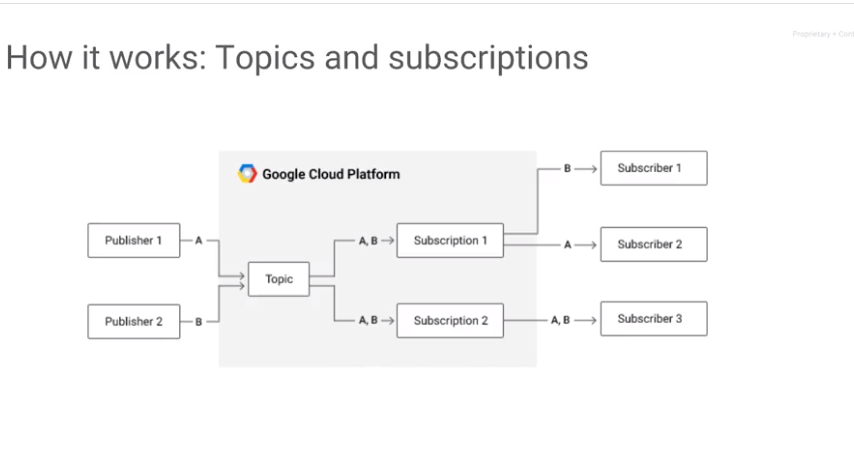 Proprietary + Conf
How it works: Topics and subscriptions
Google Cloud Platform
B
Subscriber 1
Publisher 1
A
A, B
Subscription 1
A
Subscriber 2
Topic
Publisher 2
B
A, B
Subscription 2
A, B
Subscriber 3